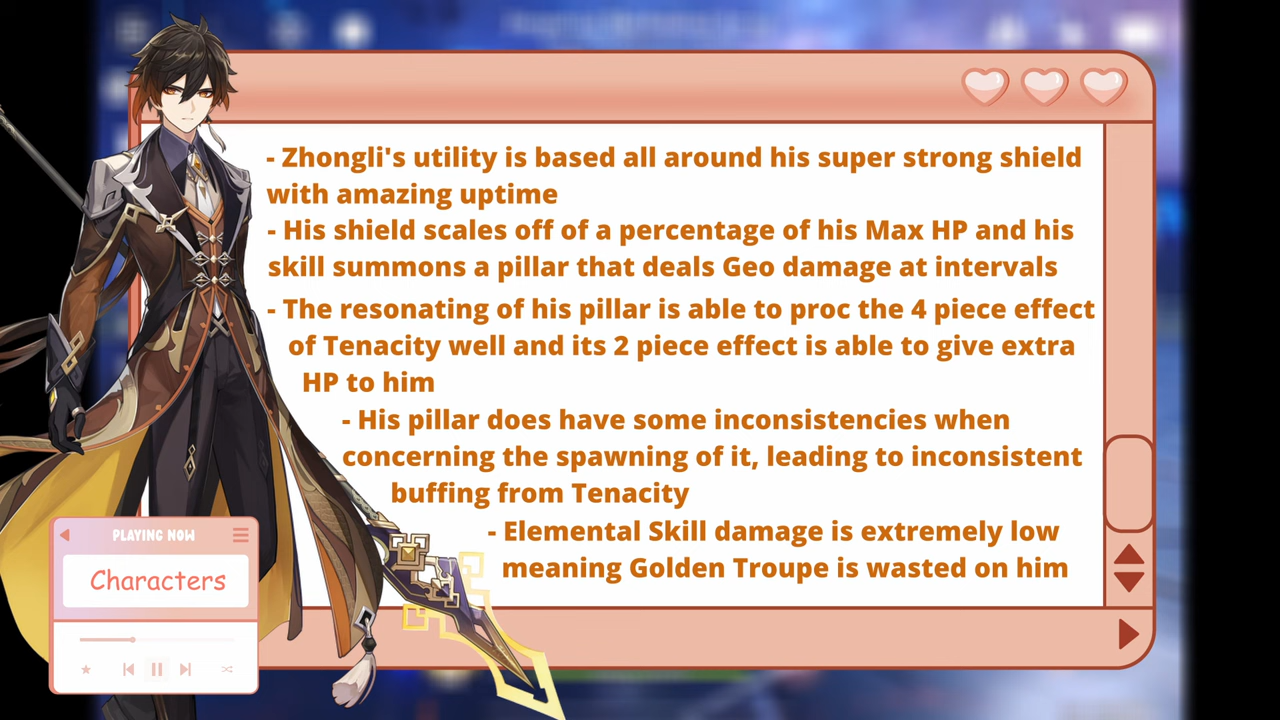 - Zhongli's utility is based all around his super strong shield
with amazing uptime
- His shield scales off of a percentage of his Max HP and his
skill summons a pillar that deals Geo damage at intervals
- The resonating of his pillar is able to proc the 4 piece effect
of Tenacity well and its 2 piece effect is able to give extra
HP to him
- His pillar does have some inconsistencies when
concerning the spawning of it, leading to inconsistent
buffing from Tenacity
- Elemental Skill damage is extremely low
meaning Golden Troupe is wasted on him
PLAYING NOW
Characters